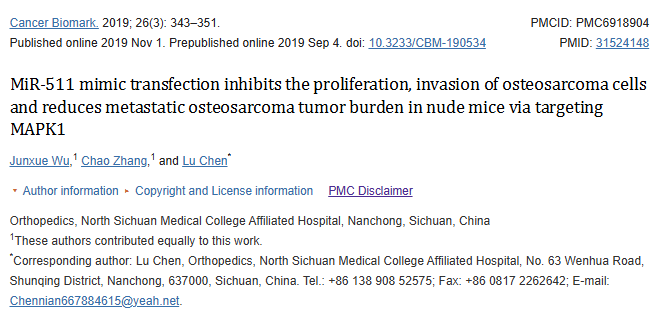 Cancer Biomark. 2019; 26(3): 343–351. PMCID: PMC6918904
Published online 2019 Nov 1. Prepublished online 2019 Sep 4. doi: 10.3233/CBM-190534 PMID: 31524148
MiR-511 mimic transfection inhibits the proliferation, invasion of osteosarcoma cells
and reduces metastatic osteosarcoma tumor burden in nude mice via targeting
MAPK1
Junxue Wu,1 Chao Zhang,1 and Lu Chen*
Author information Copyright and License information PMC Disclaimer
Orthopedics, North Sichuan Medical College Affiliated Hospital, Nanchong, Sichuan, China
1These authors contributed equally to this work.
*Corresponding author: Lu Chen, Orthopedics, North Sichuan Medical College Affiliated Hospital, No. 63 Wenhua Road,
Shunqing District, Nanchong, 637000, Sichuan, China. Tel.: +86 138 908 52575; Fax: +86 0817 2262642; E-mail:
Chennian667884615@yeah.net.